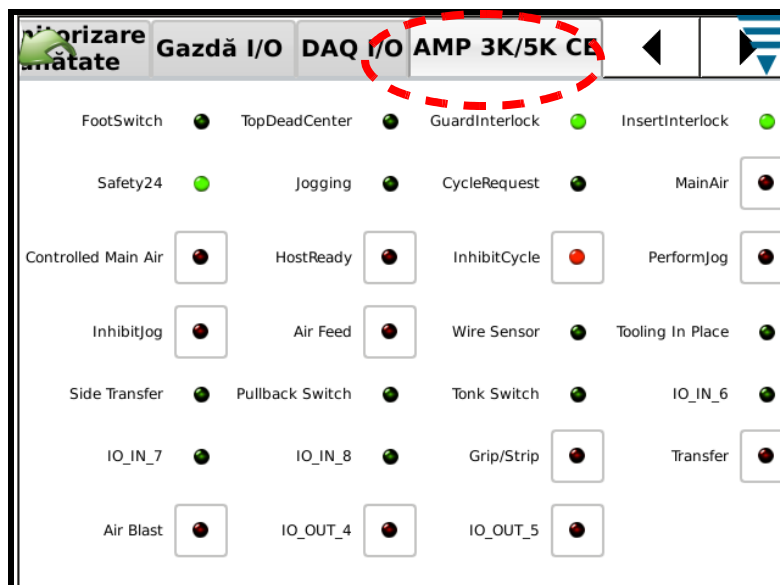 Gazdă I/O DAQ I/O AMP 3K/5K CE
FootSwitch TopDeadCenter GuardInterlock InsertInterlock
Safety24 Jogging CycleRequest MainAir
Controlled Main Air HostReady InhibitCycle PerformJog
InhibitJog Air Feed Wire Sensor Tooling In Place
Side Transfer Pullback Switch Tonk Switch IO_IN_6
IO_IN_7 IO_IN_8 Grip/Strip Transfer
Air Blast IO_OUT_4 IO_OUT_5